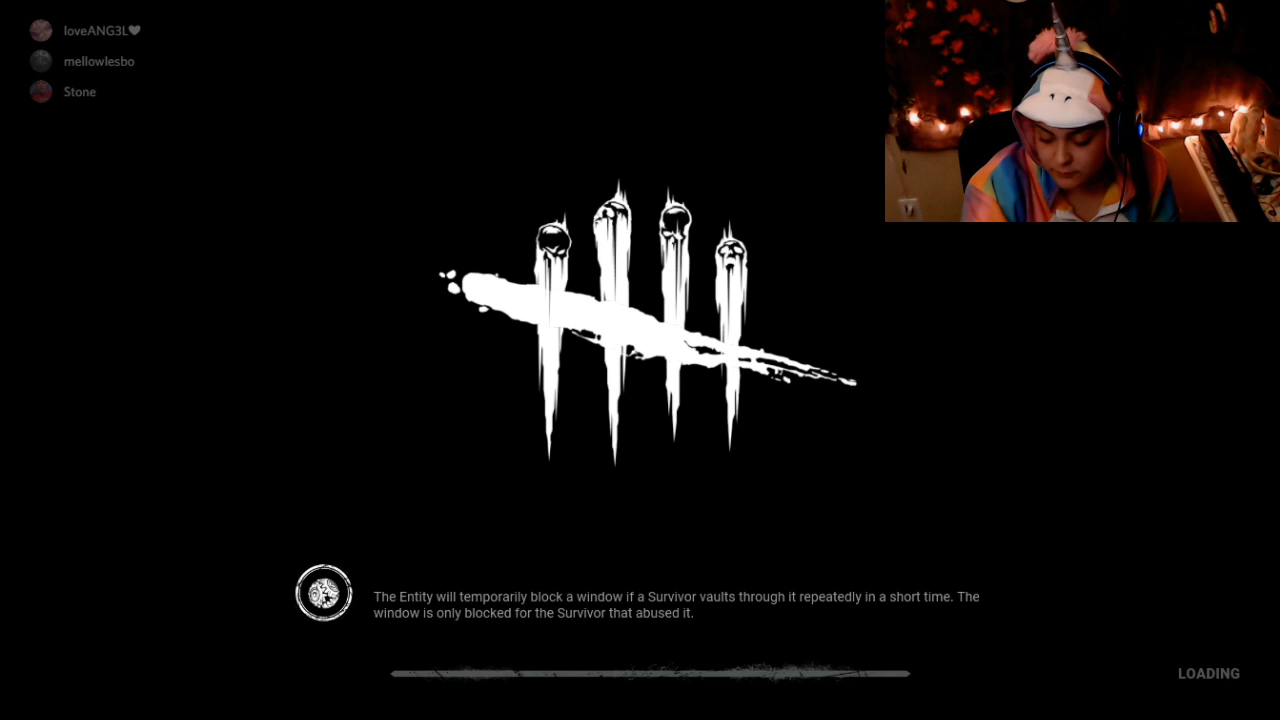 loveANG3L🖤
mellowlesbo
Stone
The Entity will temporarily block a window if a Survivor vaults through it repeatedly in a short time. The
window is only blocked for the Survivor that abused it.
LOADING